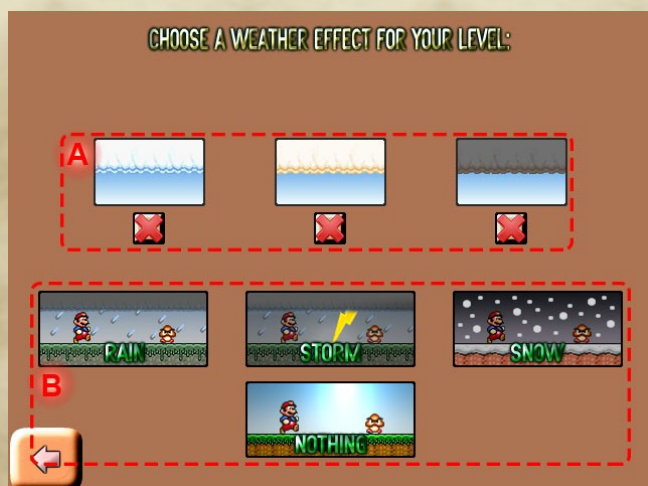 CHOOSE A WEATHER EFFECT FOR YOUR LEVEL:
A
RAIN
STORM
SNOW
B
NOTHING